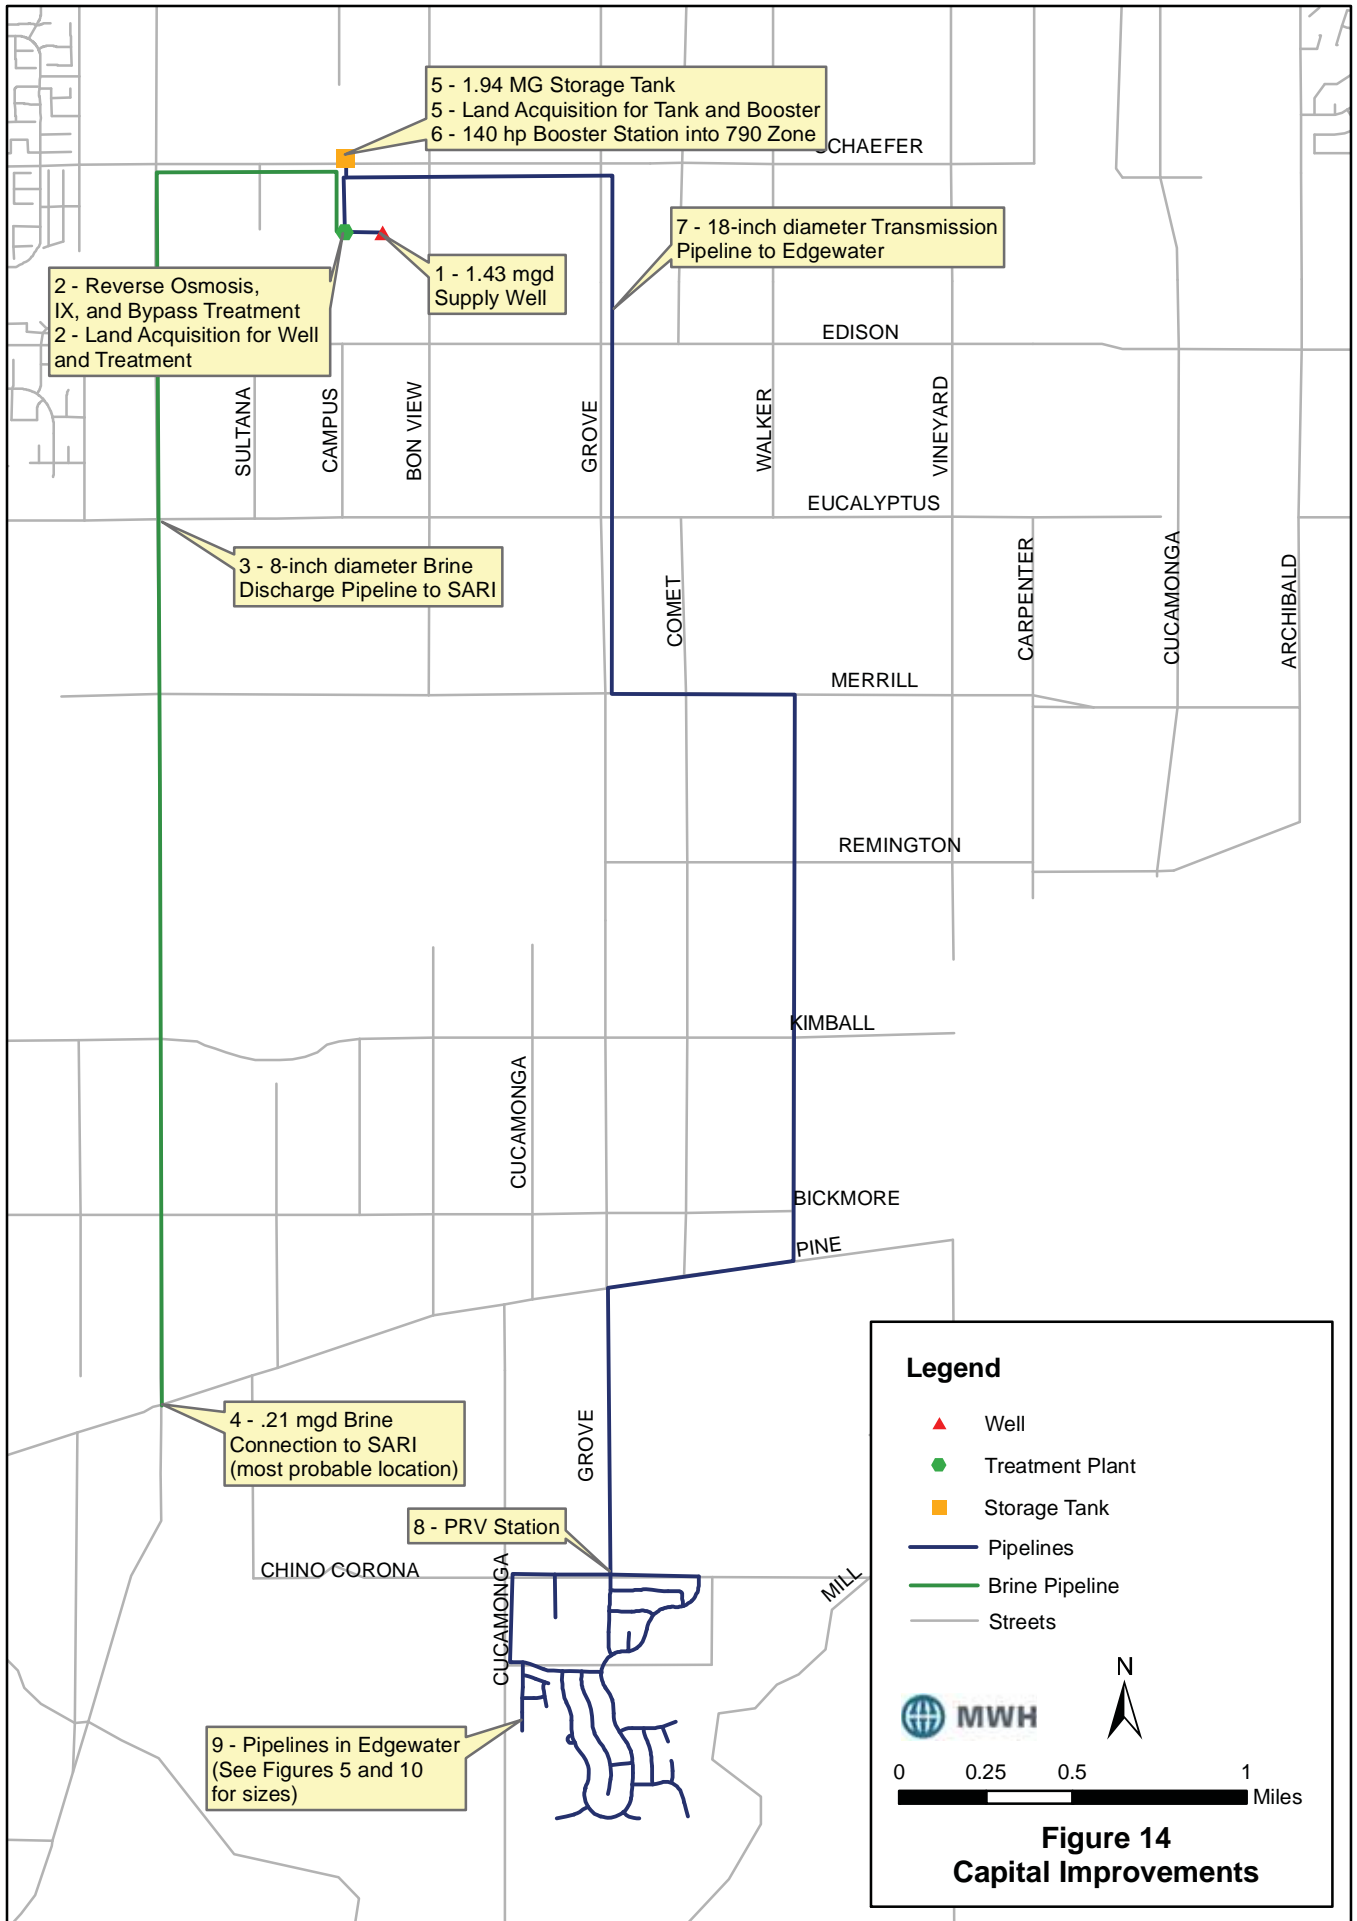 5 - 1.94 MG Storage Tank
5 - Land Acquisition for Tank and Booster
6 - 140 hp Booster Station into 790 Zone
CHAEFER
7 - 18-inch diameter Transmission
Pipeline to Edgewater
1 - 1.43 mgd
Supply Well
2 - Reverse Osmosis,
IX, and Bypass Treatment
2 - Land Acquisition for Well
and Treatment
EDISON
SULTANA
CAMPUS
BON VIEW
GROVE
WALKER
VINEYARD
EUCALYPTUS
3 - 8-inch diameter Brine
Discharge Pipeline to SARI
COMET
CARPENTER
CUCAMONGA
ARCHIBALD
MERRILL
REMINGTON
KIMBALL
CUCAMONGA
BICKMORE
PINE
4 - .21 mgd Brine
Connection to SARI
(most probable location)
GROVE
8 - PRV Station
CHINO CORONA
CUCAMONGA
MILL
9 - Pipelines in Edgewater
(See Figures 5 and 10
for sizes)
Legend
Well
Treatment Plant
Storage Tank
Pipelines
Brine Pipeline
Streets
N
MWH
0 0.25 0.5 1
Miles
Figure 14
Capital Improvements